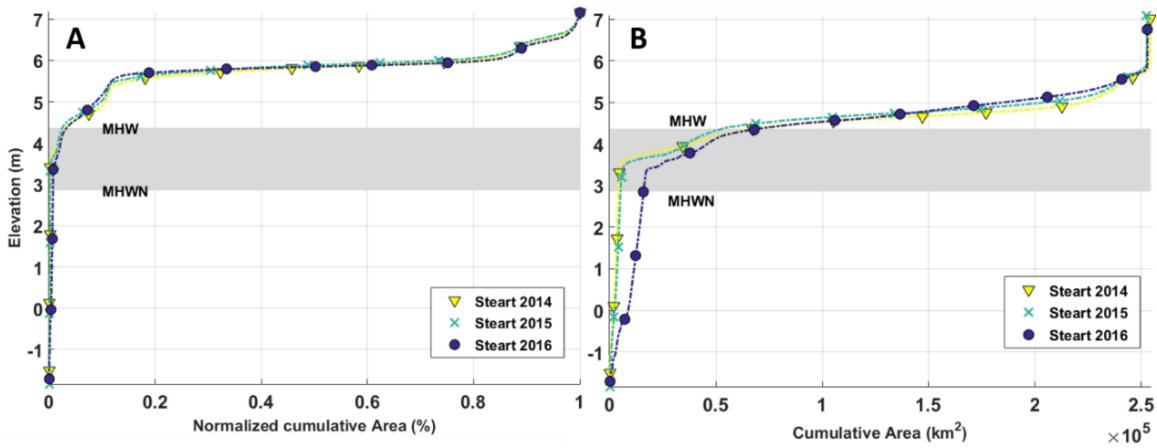 A
7
6
5
4
3
2
1
0
-1
Elevation (m)
MHW
MHWN
Steart 2014
Steart 2015
Steart 2016
0 0.2 0.4 0.6 0.8 1
Normalized cumulative Area (%)
B
7
6
5
4
3
2
1
0
-1
MHW
MHWN
Steart 2014
Steart 2015
Steart 2016
0 0.5 1 1.5 2 2.5
Cumulative Area (km²)
×10⁵